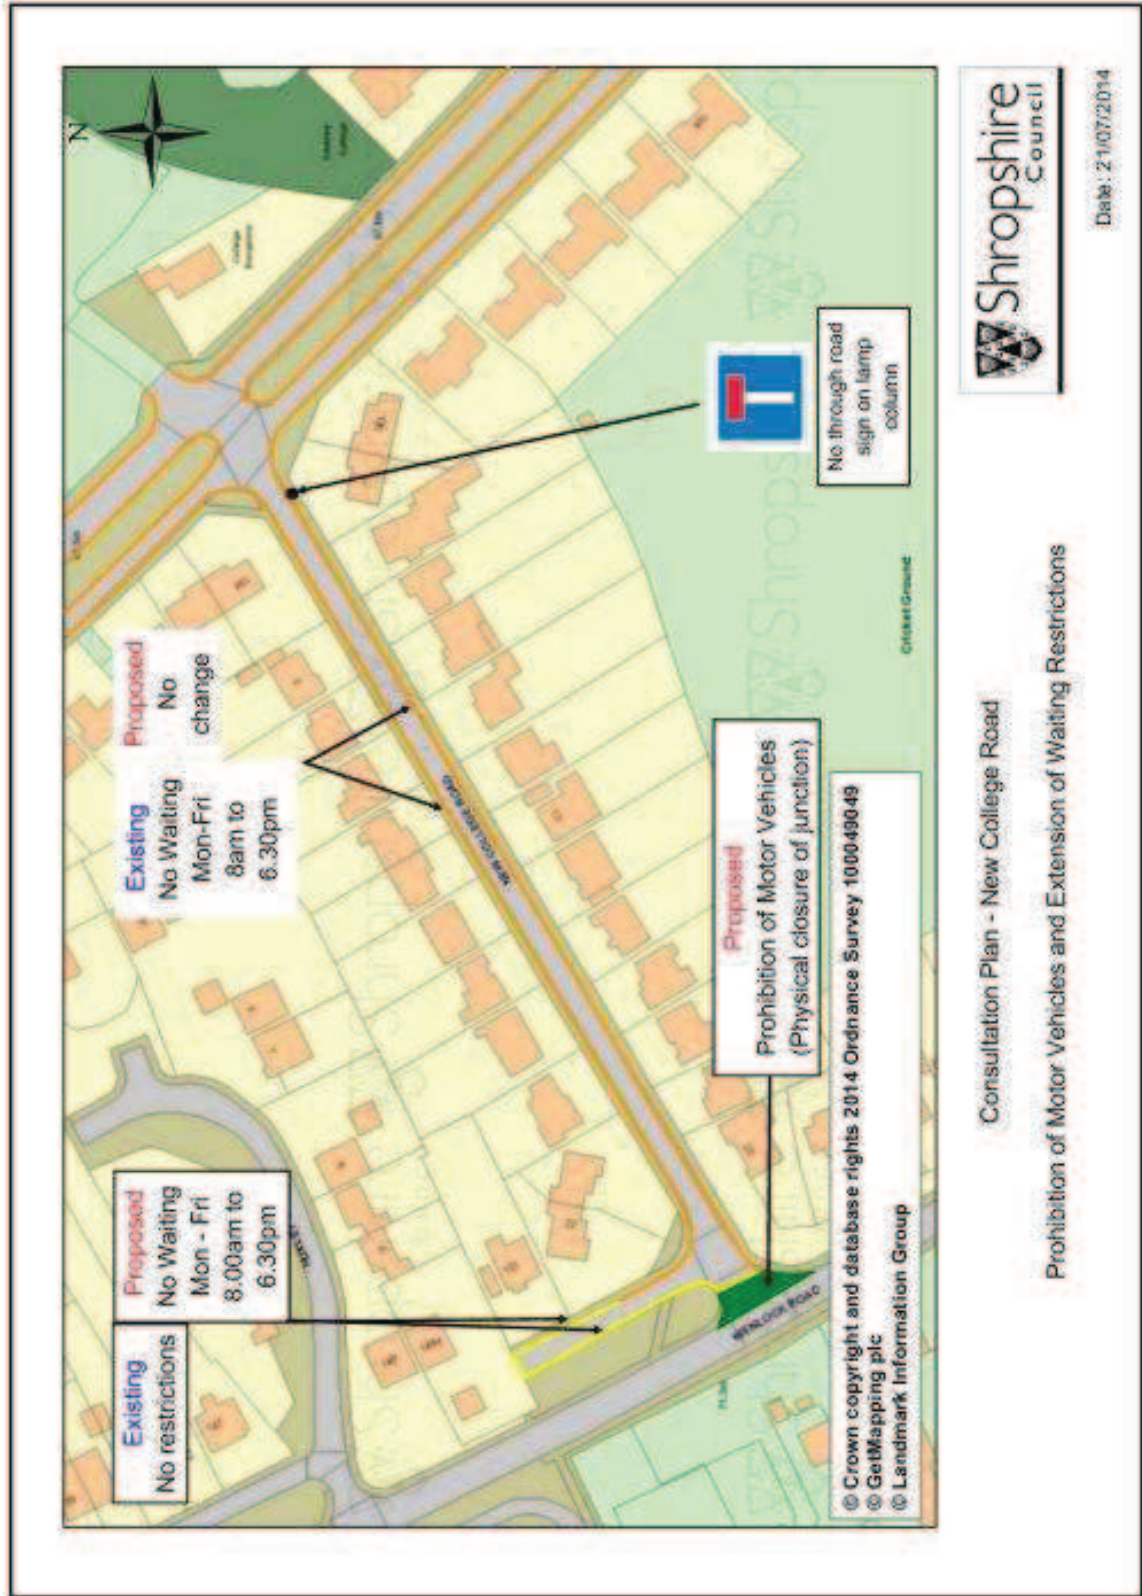 N
Existing
No restrictions
Proposed
No Waiting
Mon - Fri
8.00am to
6.30pm
Existing
No Waiting
Mon-Fri
8am to
6.30pm
Proposed
No
change
NEW COLLEGE ROAD
WENLOCK ROAD
Cricket Ground
No through road
sign on lamp
column
Proposed
Prohibition of Motor Vehicles
(Physical closure of junction)
© Crown copyright and database rights 2014 Ordnance Survey 100049049
© GetMapping plc
© Landmark Information Group
Consultation Plan - New College Road
Prohibition of Motor Vehicles and Extension of Waiting Restrictions
Shropshire
Council
Date: 21/07/2014